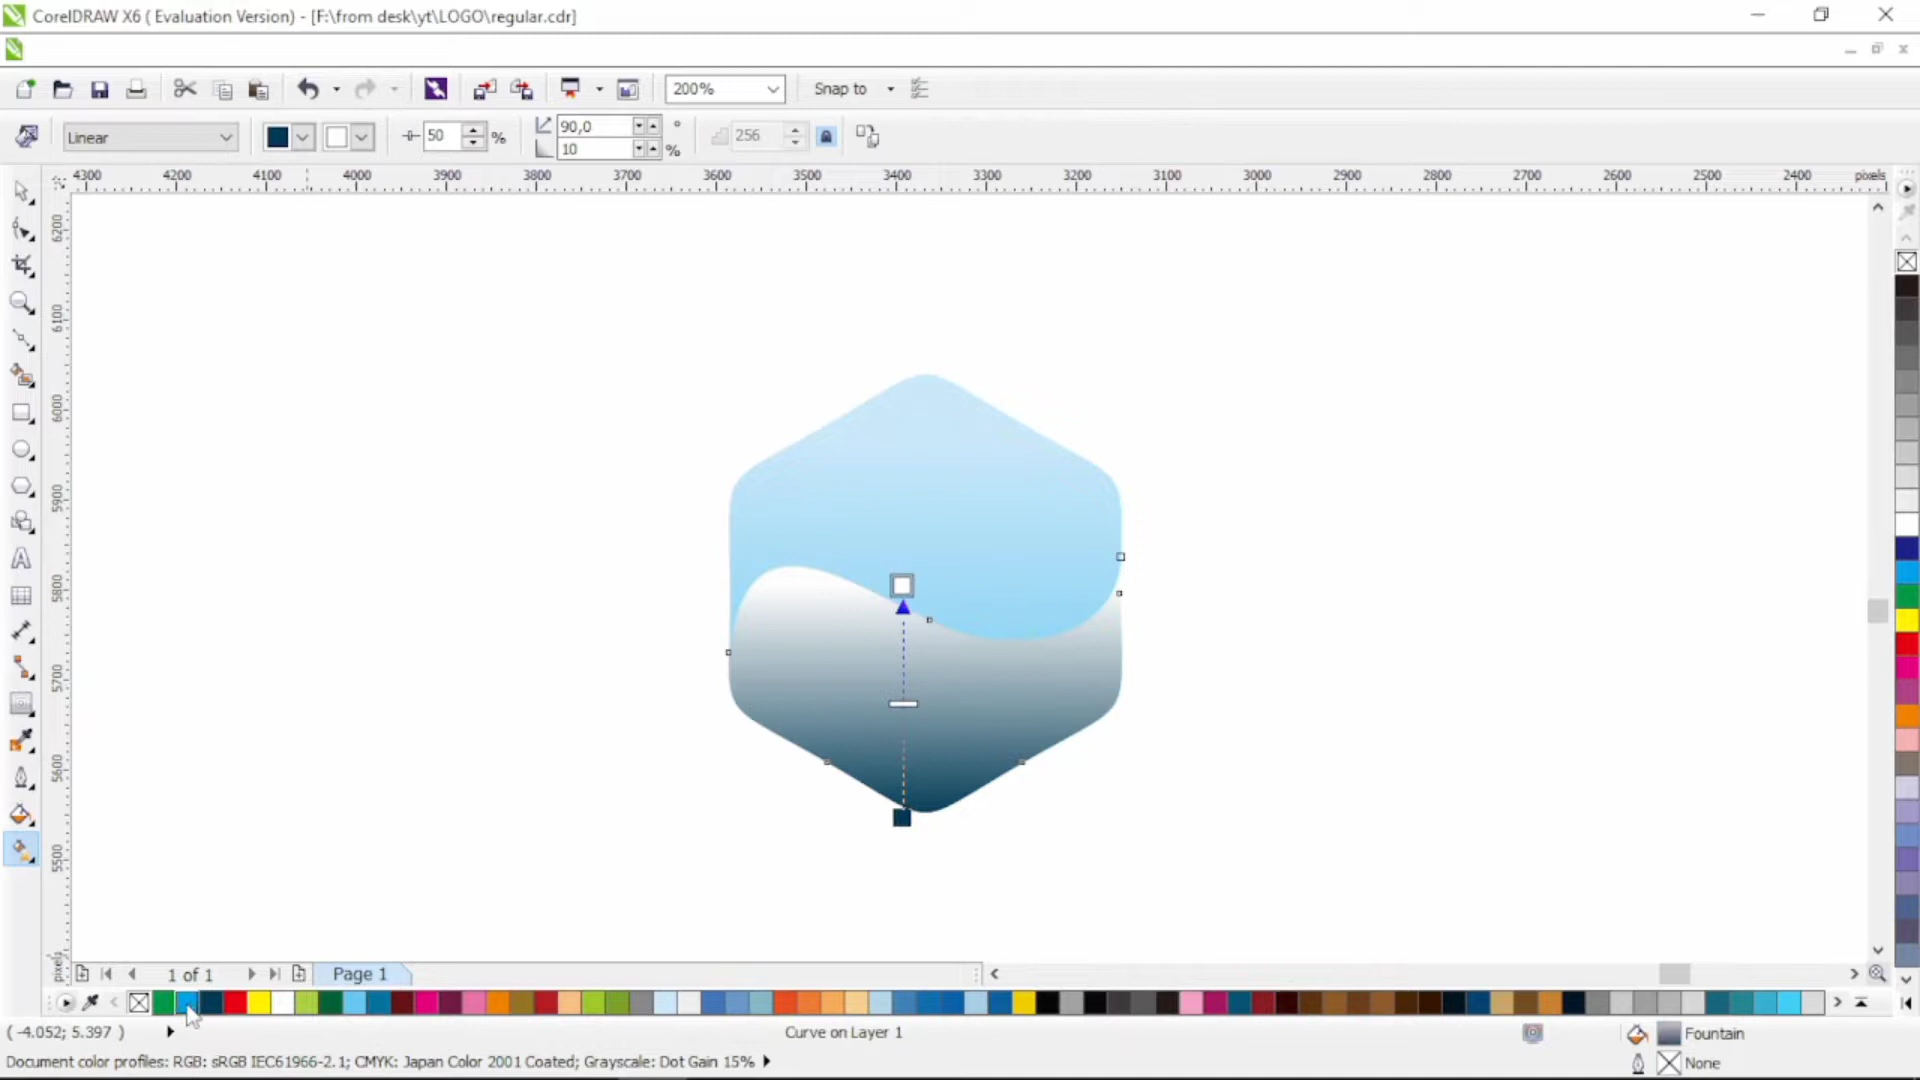 CorelDRAW X6 ( Evaluation Version) - [F:\from desk\yt\LOGO\regular.cdr]
200%
Snap to
Linear
50
%
90,0
°
10
%
256
4300 4200 4100 4000 3900 3800 3700 3600 3500 3400 3300 3200 3100 3000 2900 2800 2700 2600 2500 2400 pixels
6200
6100
6000
5900
5800
5700
5600
5500
pixels
1 of 1
Page 1
( -4.052; 5.397 )
Curve on Layer 1
Fountain
Document color profiles: RGB: sRGB IEC61966-2.1; CMYK: Japan Color 2001 Coated; Grayscale: Dot Gain 15%
None